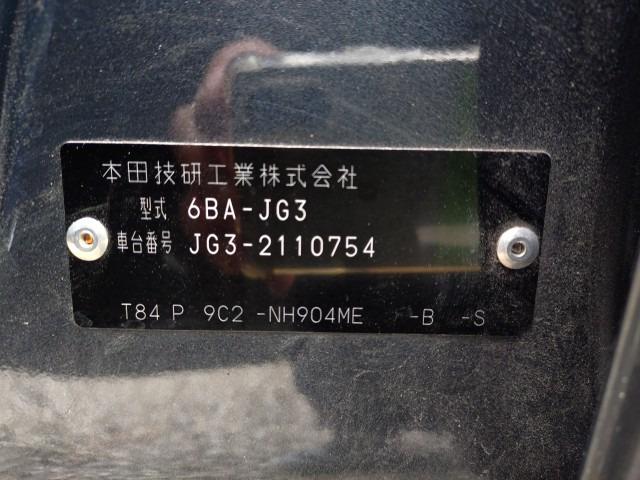 本田技研工業株式会社
型式 6BA-JG3
車台番号 JG3-2110754
T84 P 9C2 -NH904ME -B -S